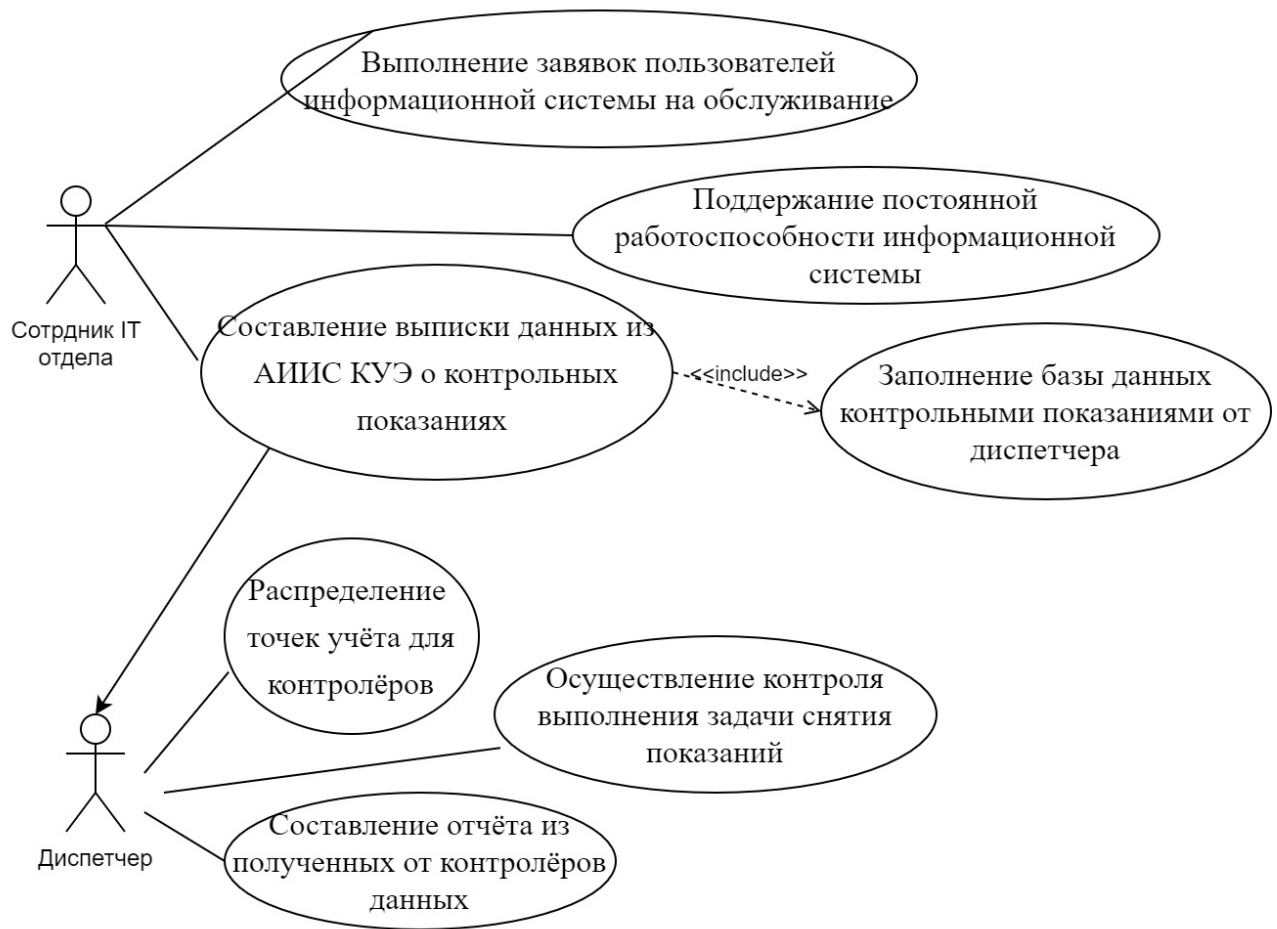 Выполнение завявок пользователей
информационной системы на обслуживание
Поддержание постоянной
работоспособности информационной
системы
Сотрдник IT
отдела
Составление выписки данных из
АИИС КУЭ о контрольных
показаниях
<<include>>
Заполнение базы данных
контрольными показаниями от
диспетчера
Распределение
точек учёта для
контролёров
Осуществление контроля
выполнения задачи снятия
показаний
Диспетчер
Составление отчёта из
полученных от контролёров
данных